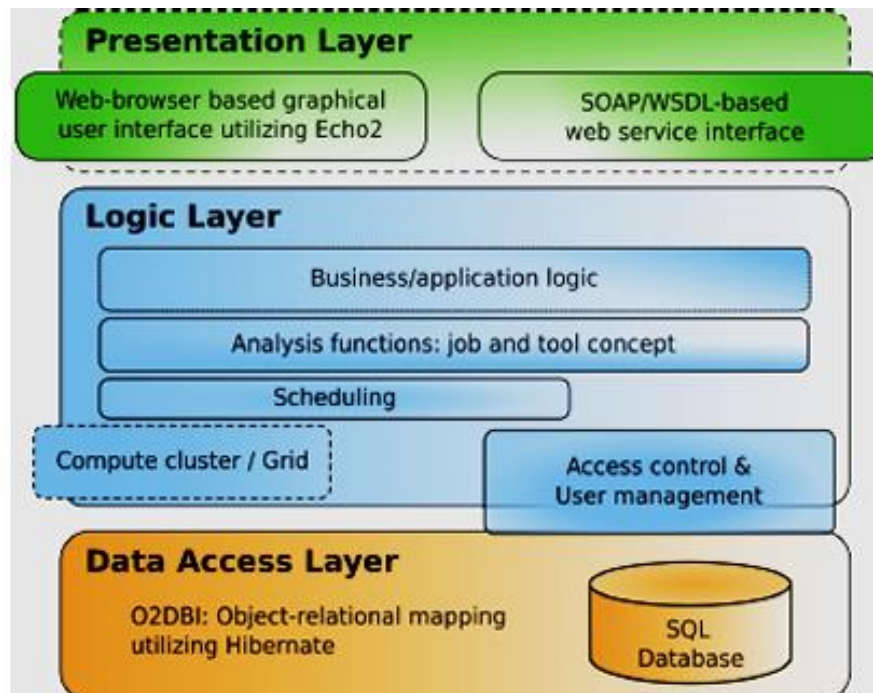 Presentation Layer
Web-browser based graphical
user interface utilizing Echo2
SOAP/WSDL-based
web service interface
Logic Layer
Business/application logic
Analysis functions: job and tool concept
Scheduling
Compute cluster / Grid
Access control &
User management
Data Access Layer
O2DBI: Object-relational mapping
utilizing Hibernate
SQL
Database